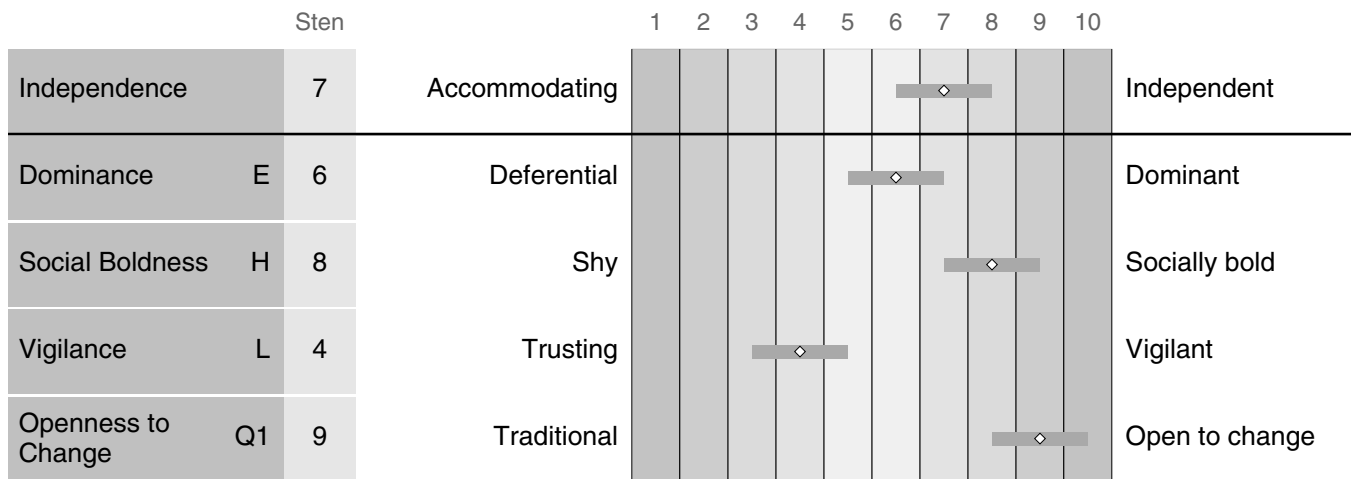 Sten 1 2 3 4 5 6 7 8 9 10
Independence 7 Accommodating Independent
Dominance E 6 Deferential Dominant
Social Boldness H 8 Shy Socially bold
Vigilance L 4 Trusting Vigilant
Openness to
Change Q1 9 Traditional Open to change